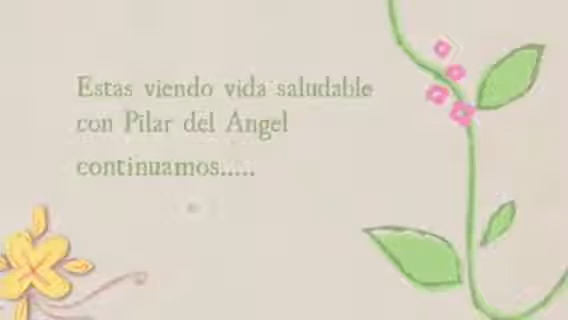 Estas viendo vida saludable
con Pilar del Angel
continuamos.....